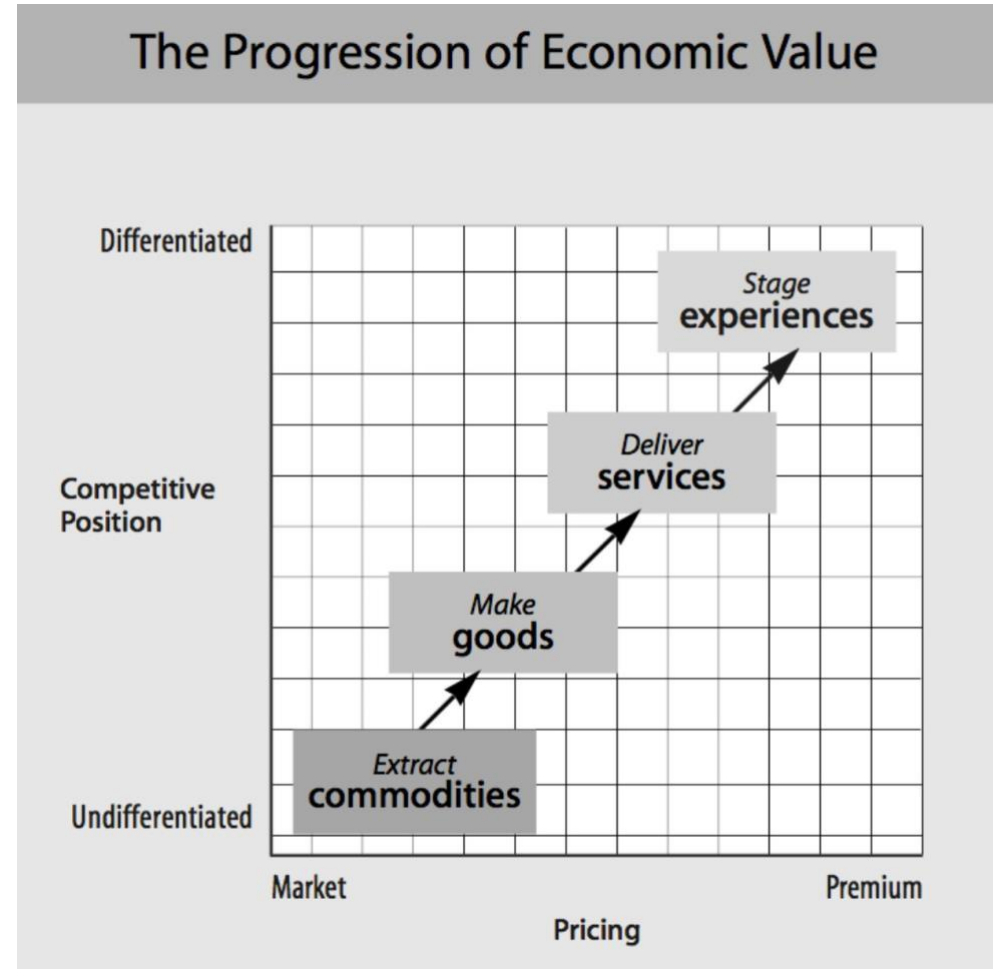 The Progression of Economic Value
Differentiated
Stage
experiences
Deliver
services
Competitive
Position
Make
goods
Extract
commodities
Undifferentiated
Market
Premium
Pricing